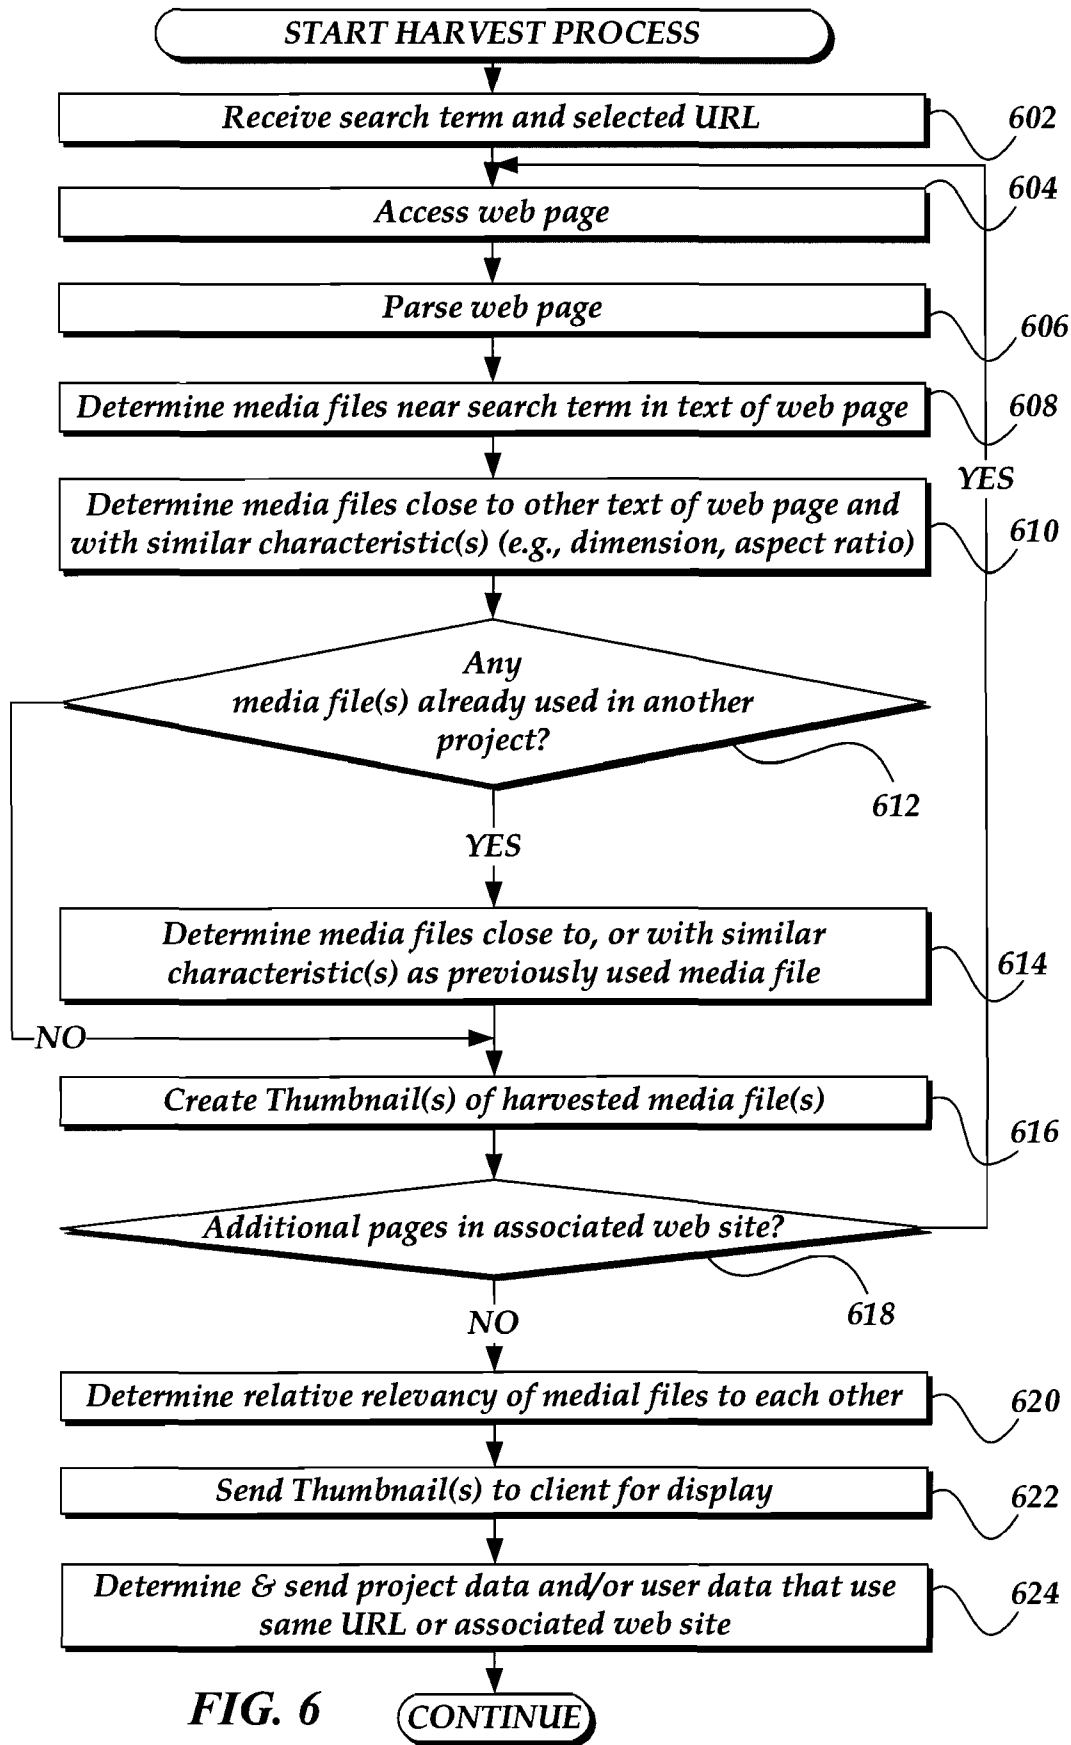 START HARVEST PROCESS
Receive search term and selected URL
602
Access web page
604
Parse web page
606
Determine media files near search term in text of web page
608
YES
Determine media files close to other text of web page and
with similar characteristic(s) (e.g., dimension, aspect ratio)
610
Any
media file(s) already used in another
project?
612
YES
Determine media files close to, or with similar
characteristic(s) as previously used media file
614
NO
Create Thumbnail(s) of harvested media file(s)
616
Additional pages in associated web site?
618
NO
Determine relative relevancy of medial files to each other
620
Send Thumbnail(s) to client for display
622
Determine & send project data and/or user data that use
same URL or associated web site
624
FIG. 6
CONTINUE